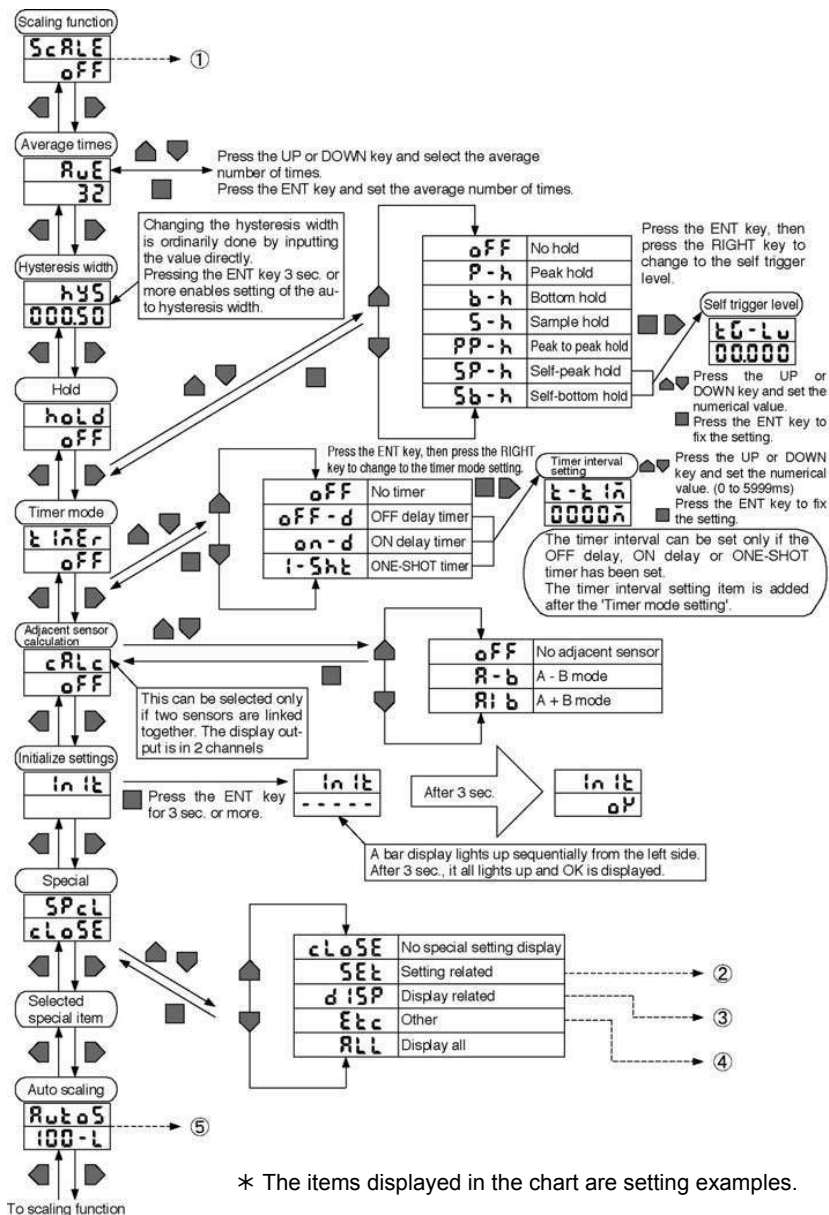 Scaling function
ScALE
oFF
①
Average times
AvE
32
Press the UP or DOWN key and select the average
number of times.
Press the ENT key and set the average number of times.
Changing the hysteresis width
is ordinarily done by inputting
the value directly.
Pressing the ENT key 3 sec. or
more enables setting of the au-
to hysteresis width.
Hysteresis width
hYS
000.50
Hold
hoLd
oFF
oFF No hold
P-h Peak hold
b-h Bottom hold
S-h Sample hold
PP-h Peak to peak hold
SP-h Self-peak hold
Sb-h Self-bottom hold
Press the ENT key, then
press the RIGHT key to
change to the self trigger
level.
Self trigger level
tG-Lv
00.000
Press the UP or
DOWN key and set the
numerical value.
Press the ENT key to
fix the setting.
Timer mode
tiMEr
oFF
Press the ENT key, then press the RIGHT
key to change to the timer mode setting.
oFF No timer
oFF-d OFF delay timer
on-d ON delay timer
1-Sht ONE-SHOT timer
Timer interval
setting
t-tiM
0000M
Press the UP or DOWN
key and set the numerical
value. (0 to 5999ms)
Press the ENT key to fix
the setting.
The timer interval can be set only if the
OFF delay, ON delay or ONE-SHOT
timer has been set.
The timer interval setting item is added
after the 'Timer mode setting'.
Adjacent sensor
calculation
cALc
oFF
This can be selected only
if two sensors are linked
together. The display out-
put is in 2 channels
oFF No adjacent sensor
A-b A - B mode
A|b A + B mode
Initialize settings
init
Press the ENT key
for 3 sec. or more.
init
-----
After 3 sec.
init
oK
A bar display lights up sequentially from the left side.
After 3 sec., it all lights up and OK is displayed.
Special
SPcL
cLoSE
cLoSE No special setting display
SEt Setting related
diSP Display related
Etc Other
ALL Display all
②
③
④
Selected
special item
Auto scaling
AutoS
100-L
⑤
To scaling function
＊ The items displayed in the chart are setting examples.